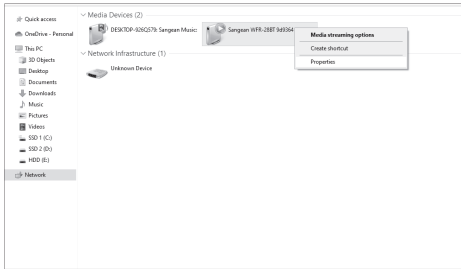 Quick access
OneDrive - Personal
This PC
3D Objects
Desktop
Documents
Downloads
Music
Pictures
Videos
SSD 1 (C:)
SSD 2 (D:)
HDD (E:)
Network
Media Devices (2)
DESKTOP-926Q579: Sangean Music:
Sangean WFR-28BT 9d9364
Network Infrastructure (1)
Unknown Device
Media streaming options
Create shortcut
Properties